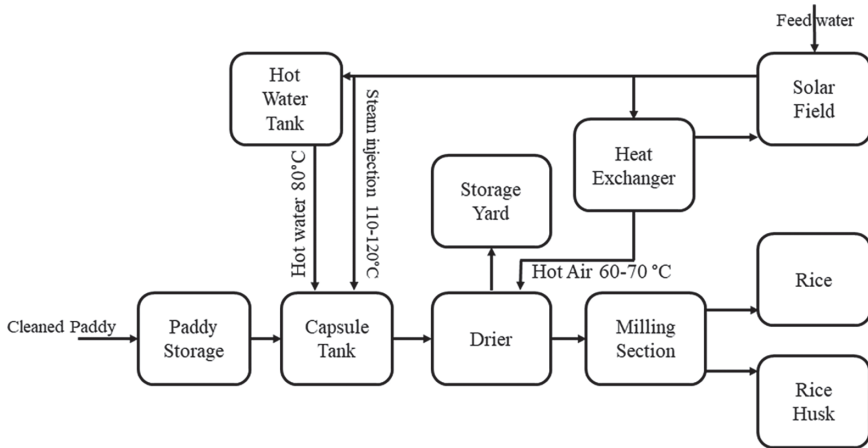 Feed water
Hot
Water
Tank
Solar
Field
Steam injection 110-120°C
Heat
Exchanger
Hot water 80°C
Storage
Yard
Hot Air 60-70 °C
Rice
Cleaned Paddy
Paddy
Storage
Capsule
Tank
Drier
Milling
Section
Rice
Husk